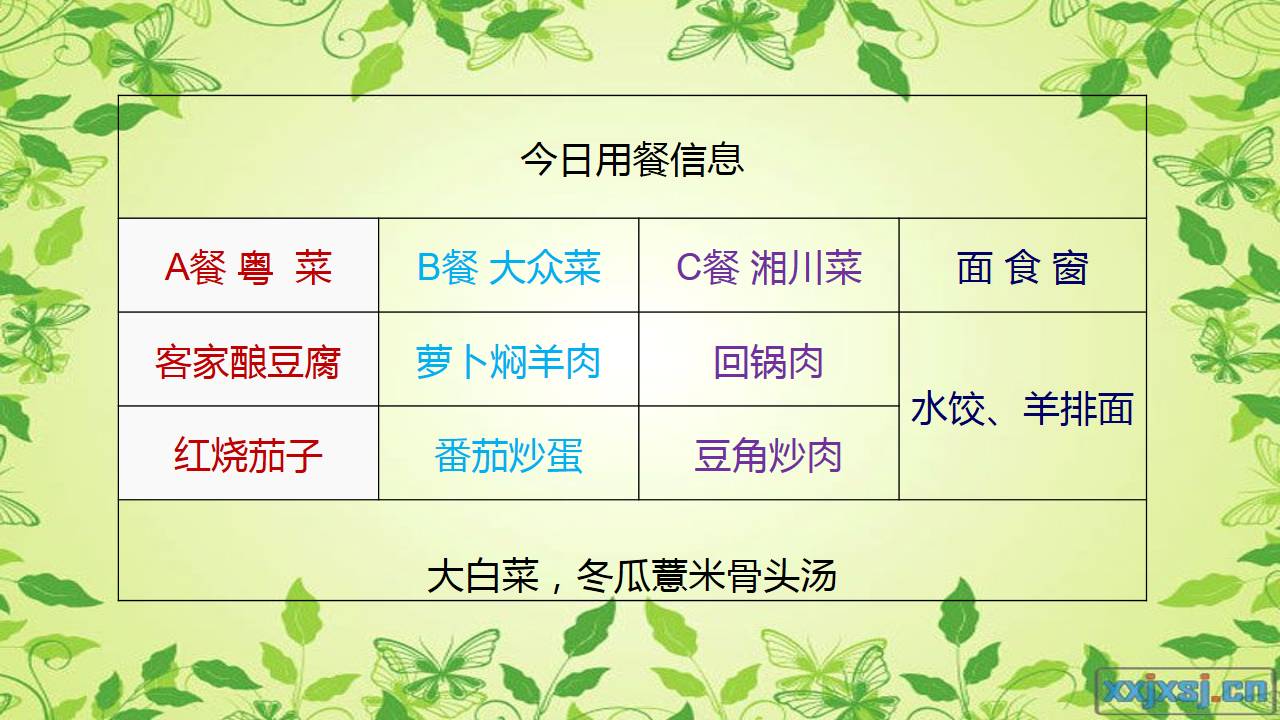 今日用餐信息
A餐 粤  菜
B餐 大众菜
C餐 湘川菜
面 食 窗
客家酿豆腐
萝卜焖羊肉
回锅肉
水饺、羊排面
红烧茄子
番茄炒蛋
豆角炒肉
大白菜，冬瓜薏米骨头汤
xxjxsj.cn